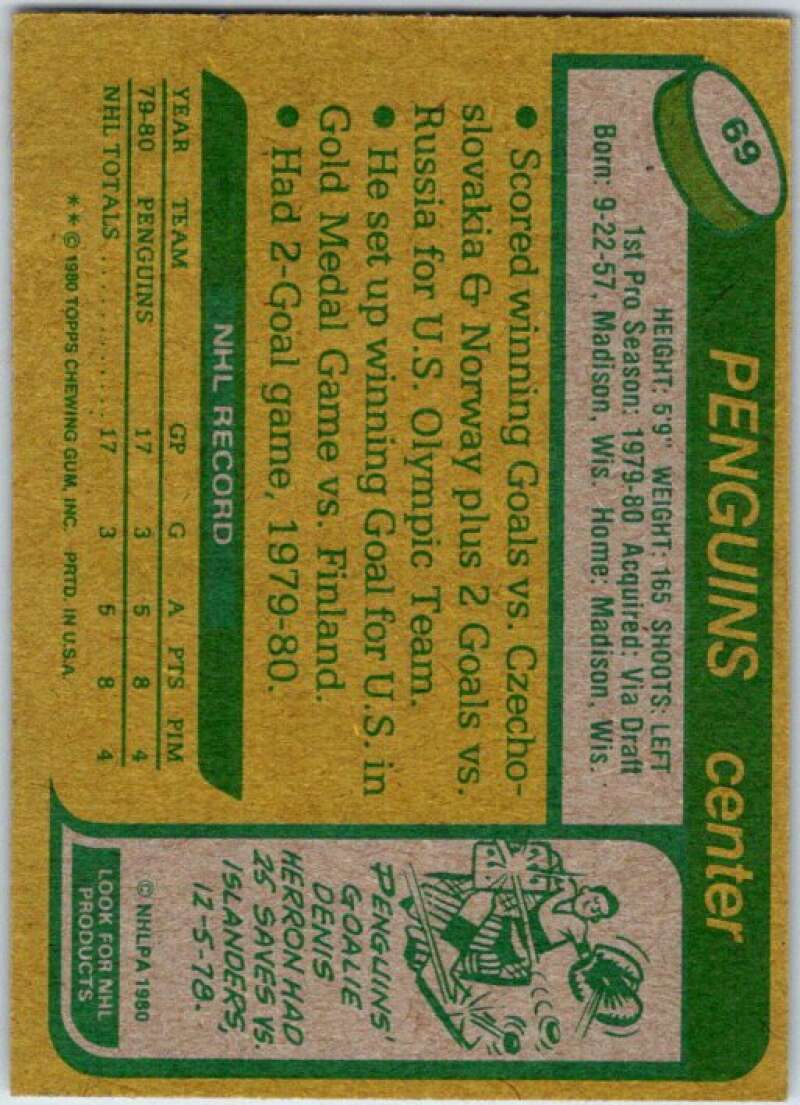 69
PENGUINS center
HEIGHT: 5'9" WEIGHT: 165 SHOOTS: LEFT
1st Pro Season: 1979-80 Acquired: Via Draft
Born: 9-22-57, Madison, Wis. Home: Madison, Wis.
• Scored winning Goals vs. Czecho-
slovakia & Norway plus 2 Goals vs.
Russia for U.S. Olympic Team.
• He set up winning Goal for U.S. in
Gold Medal Game vs. Finland.
• Had 2-Goal game, 1979-80.
NHL RECORD
YEAR TEAM GP G A PTS PIM
79-80 PENGUINS 17 3 5 8 4
NHL TOTALS .......... 17 3 5 8 4
**© 1980 TOPPS CHEWING GUM, INC. PRTD. IN U.S.A.
PENGUINS'
GOALIE
DENIS
HERRON HAD
25 SAVES VS.
ISLANDERS,
12-5-78.
© NHLPA 1980
LOOK FOR NHL
PRODUCTS